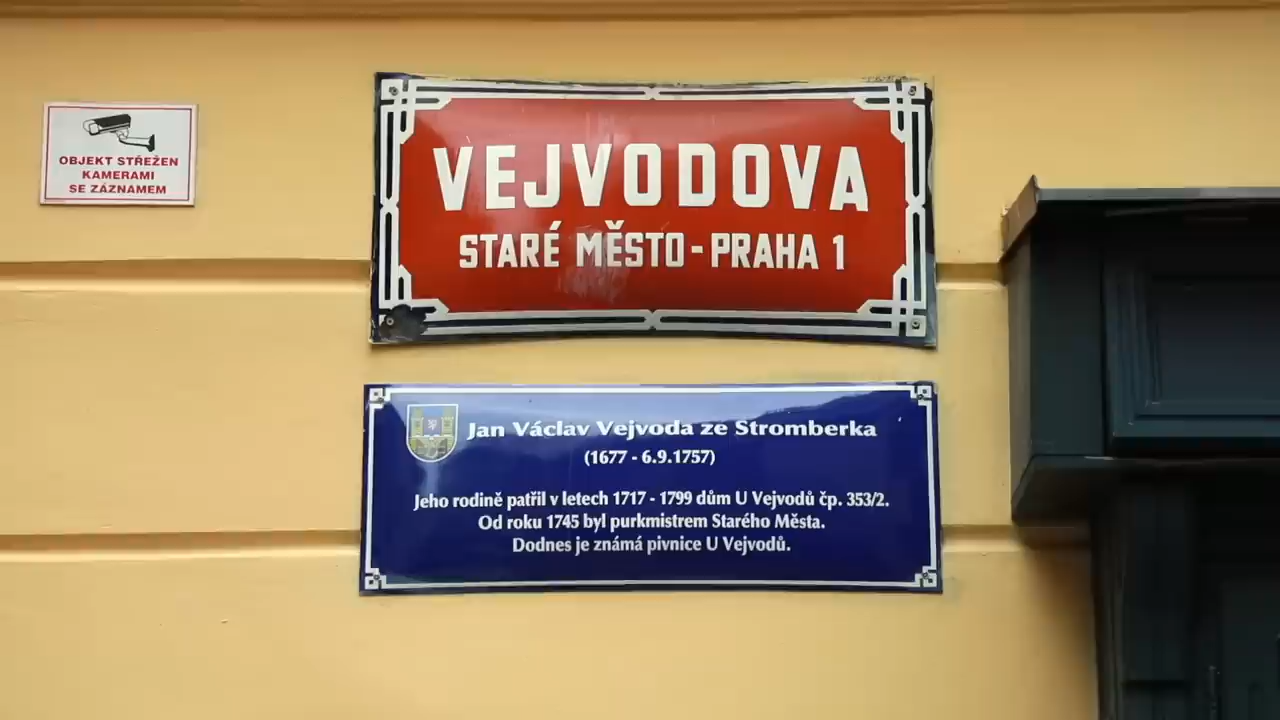 OBJEKT STŘEŽEN
KAMERAMI
SE ZÁZNAMEM
VEJVODOVA
STARÉ MĚSTO - PRAHA 1
Jan Václav Vejvoda ze Stromberka
(1677 - 6.9.1757)
Jeho rodině patřil v letech 1717 - 1799 dům U Vejvodů čp. 353/2.
Od roku 1745 byl purkmistrem Starého Města.
Dodnes je známá pivnice U Vejvodů.